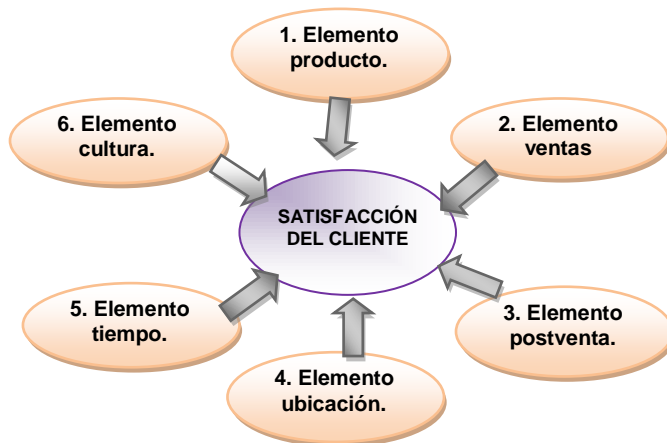 1. Elemento
producto.
2. Elemento
ventas
3. Elemento
postventa.
4. Elemento
ubicación.
5. Elemento
tiempo.
6. Elemento
cultura.
SATISFACCIÓN
DEL CLIENTE